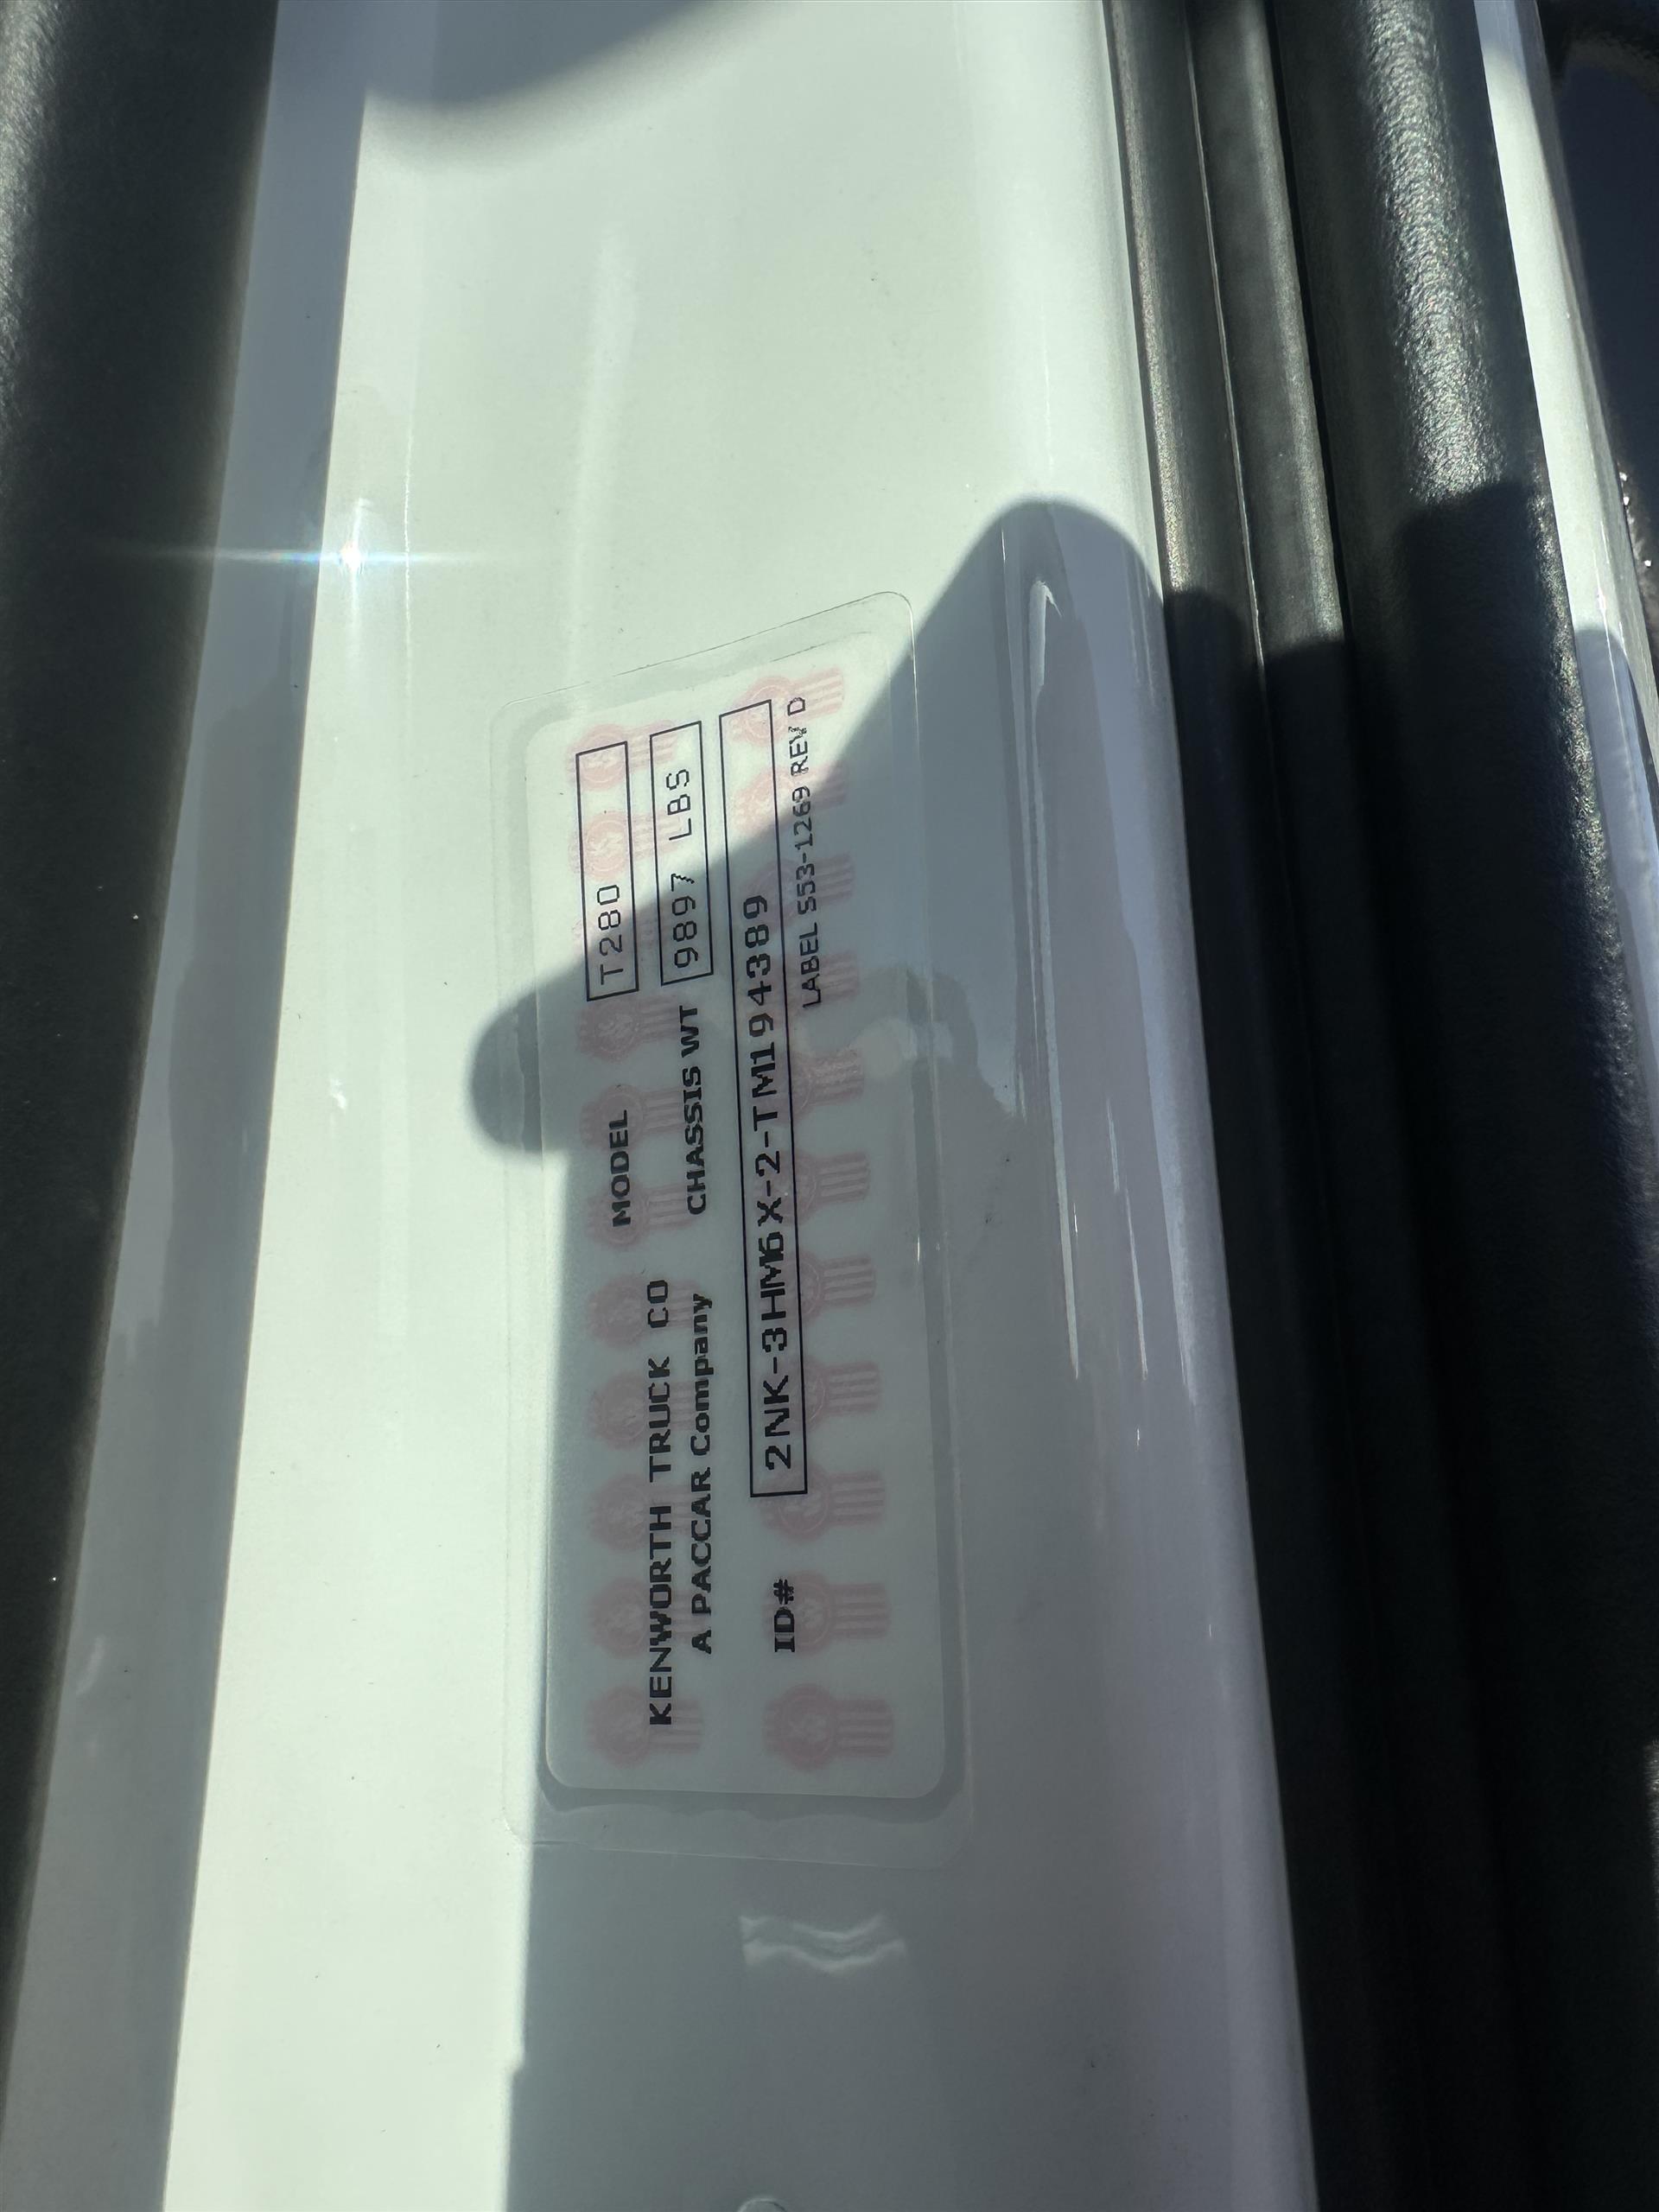 KENWORTH TRUCK CO
A PACCAR Company
MODEL T280
CHASSIS WT 9897 LBS
ID# 2NK-3HM6X-2-TM194389
LABEL S53-1269 REV D